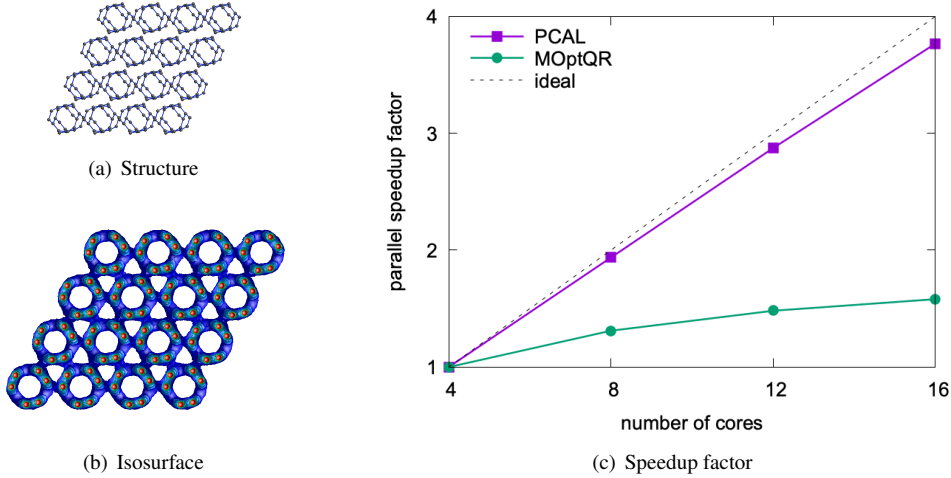 (a) Structure
(b) Isosurface
4
3
2
1
parallel speedup factor
PCAL
MOptQR
ideal
4 8 12 16
number of cores
(c) Speedup factor